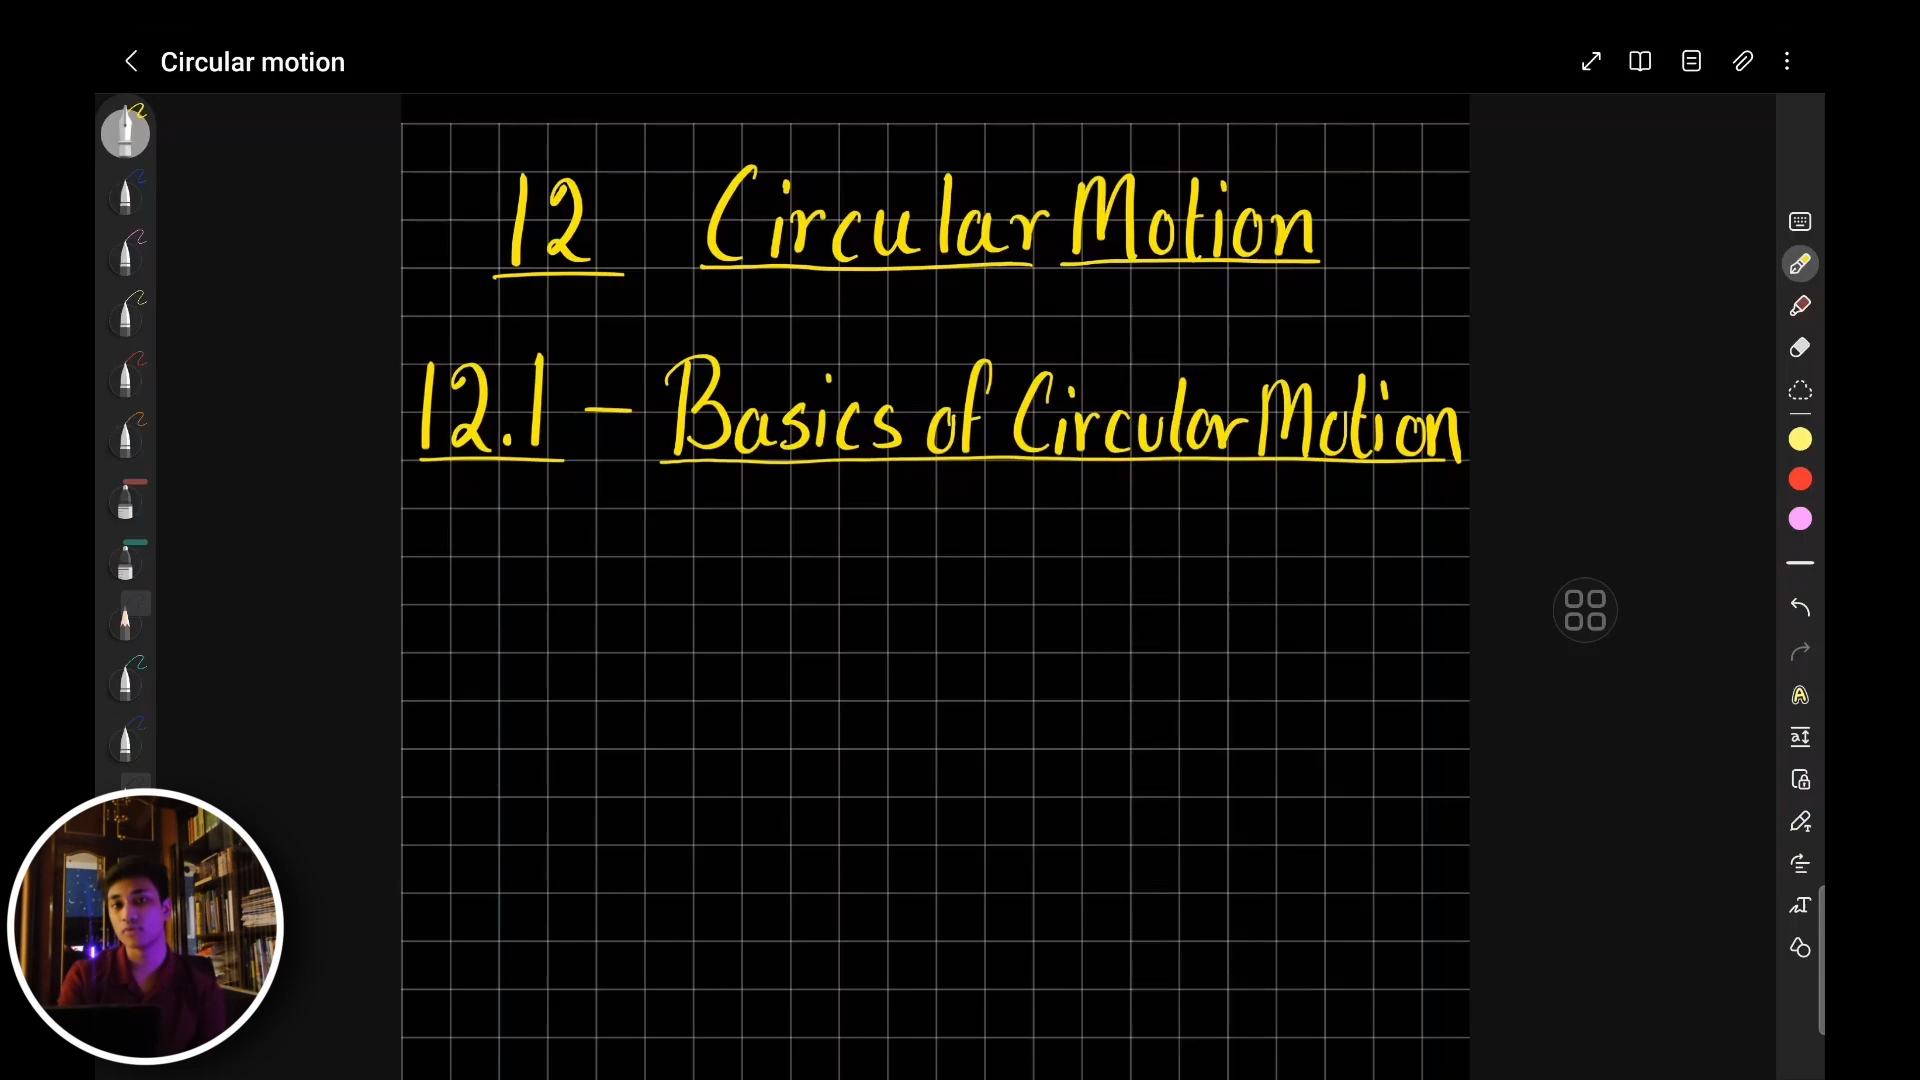 Circular motion
12 Circular Motion
12.1 - Basics of Circular Motion